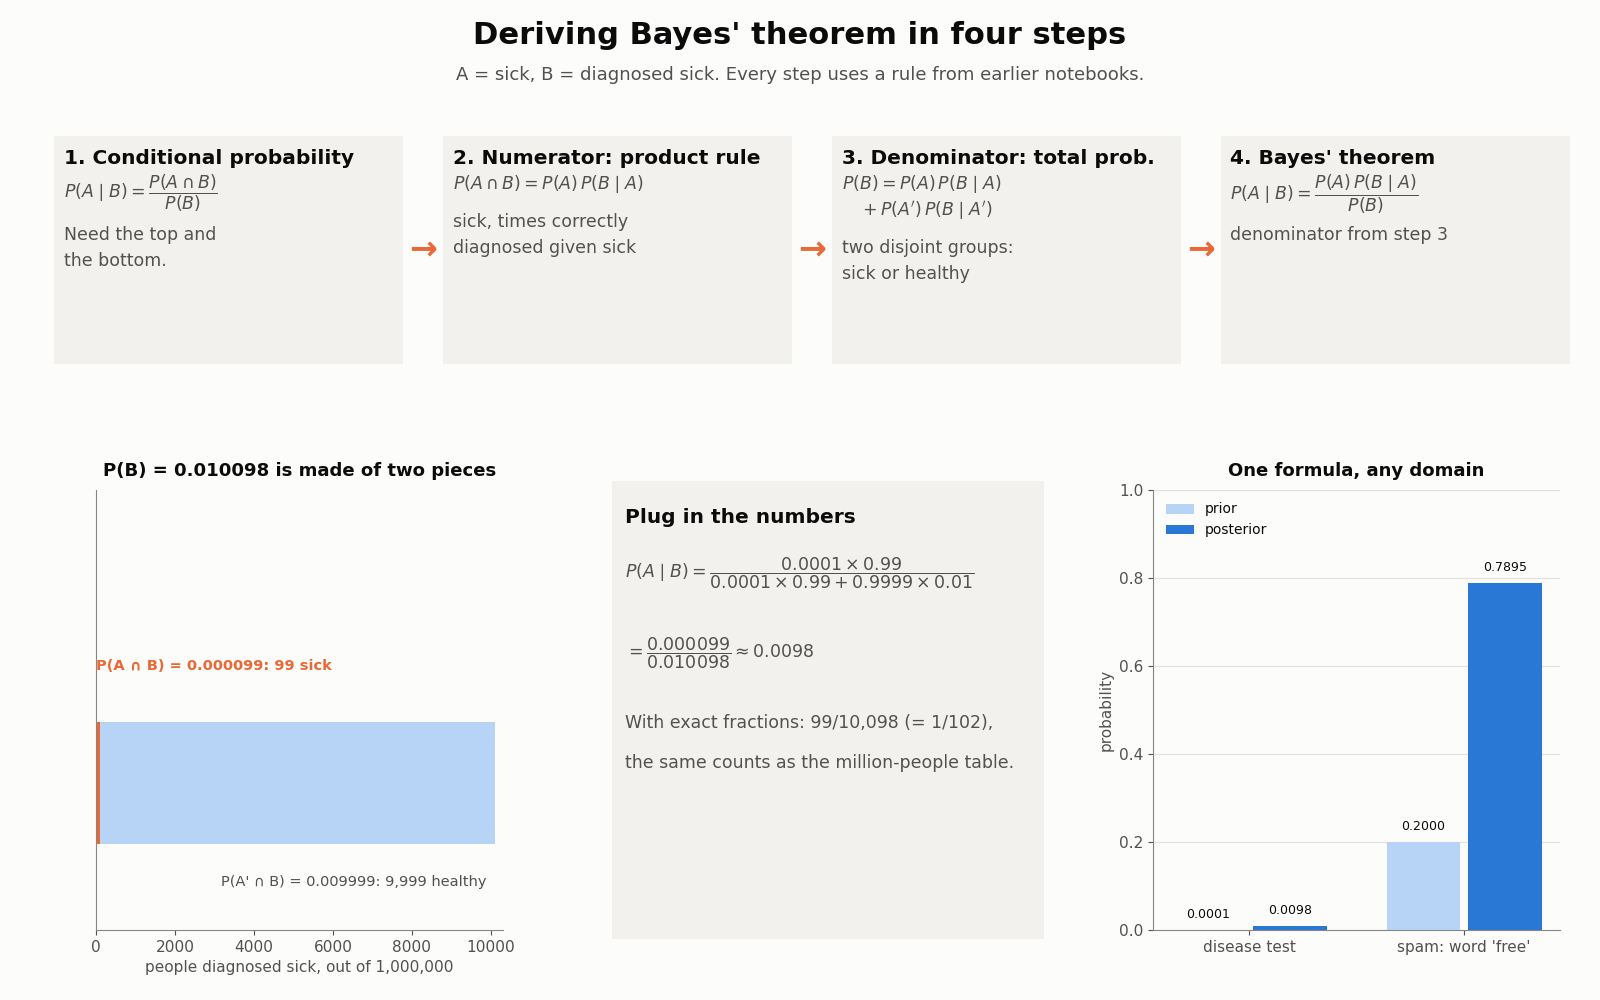 Deriving Bayes' theorem in four steps
A = sick, B = diagnosed sick. Every step uses a rule from earlier notebooks.
1. Conditional probability
P(A | B) = P(A ∩ B) / P(B)
Need the top and
the bottom.
→
2. Numerator: product rule
P(A ∩ B) = P(A) P(B | A)
sick, times correctly
diagnosed given sick
→
3. Denominator: total prob.
P(B) = P(A) P(B | A)
+ P(A′) P(B | A′)
two disjoint groups:
sick or healthy
→
4. Bayes' theorem
P(A | B) = P(A) P(B | A) / P(B)
denominator from step 3
P(B) = 0.010098 is made of two pieces
P(A ∩ B) = 0.000099: 99 sick
P(A' ∩ B) = 0.009999: 9,999 healthy
0 2000 4000 6000 8000 10000
people diagnosed sick, out of 1,000,000
Plug in the numbers
P(A | B) = 0.0001 × 0.99 / 0.0001 × 0.99 + 0.9999 × 0.01
= 0.000099 / 0.010098 ≈ 0.0098
With exact fractions: 99/10,098 (= 1/102),
the same counts as the million-people table.
One formula, any domain
prior
posterior
probability
1.0
0.8
0.6
0.4
0.2
0.0
0.0001
0.0098
0.2000
0.7895
disease test
spam: word 'free'